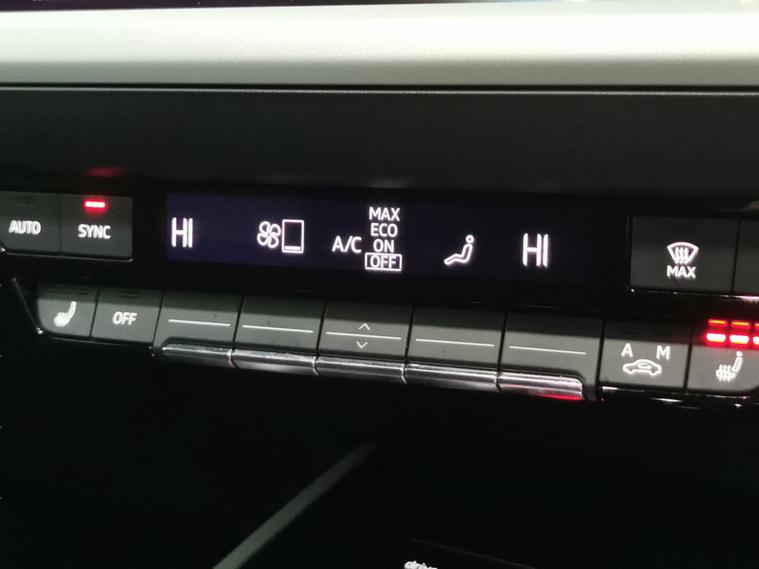 AUTO
SYNC
HI
A/C
MAX
ECO
ON
OFF
HI
MAX
OFF
A M